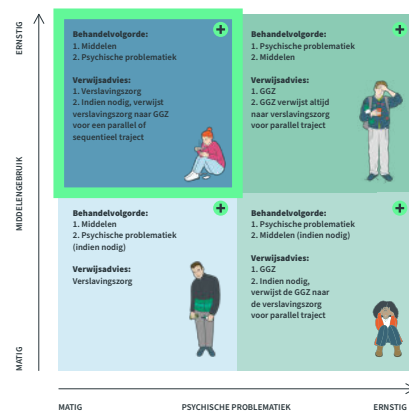 ERNSTIG
MIDDELENGEBRUIK
MATIG
Behandelvolgorde:
1. Middelen
2. Psychische problematiek
Verwijsadvies:
1. Verslavingszorg
2. Indien nodig, verwijst
verslavingszorg naar GGZ
voor een parallel of
sequentieel traject
Behandelvolgorde:
1. Psychische problematiek
2. Middelen
Verwijsadvies:
1. GGZ
2. GGZ verwijst altijd
naar verslavingszorg
voor parallel traject
Behandelvolgorde:
1. Middelen
2. Psychische problematiek
(indien nodig)
Verwijsadvies:
Verslavingszorg
Behandelvolgorde:
1. Psychische problematiek
2. Middelen (indien nodig)
Verwijsadvies:
1. GGZ
2. Indien nodig,
verwijst de GGZ naar
de verslavingszorg
voor parallel traject
MATIG
PSYCHISCHE PROBLEMATIEK
ERNSTIG